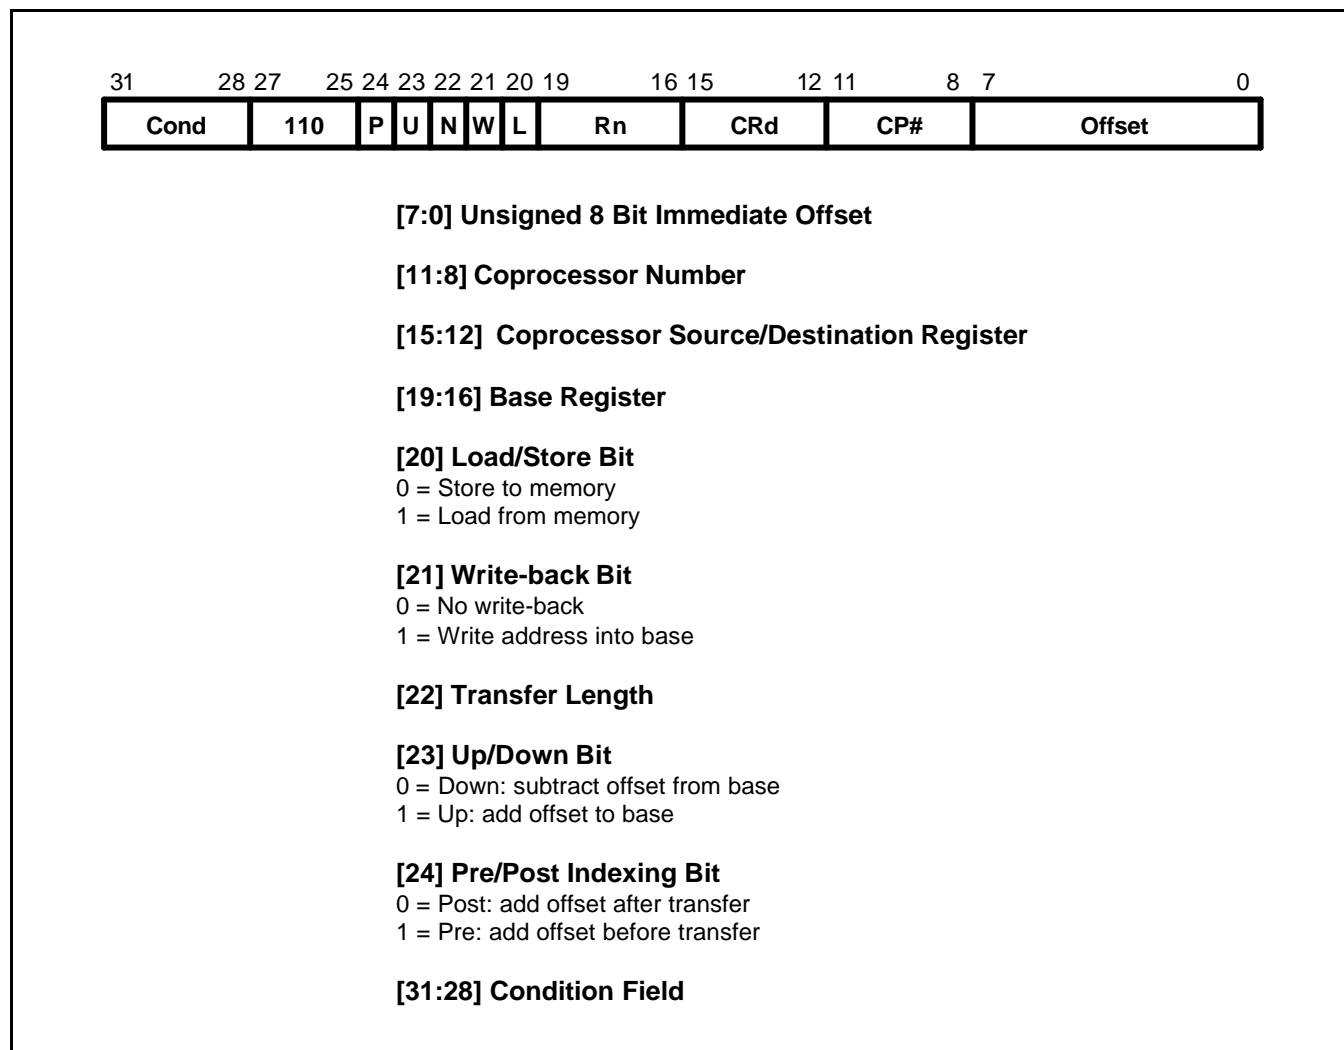 31 28 27 25 24 23 22 21 20 19 16 15 12 11 8 7 0
Cond 110 P U N W L Rn CRd CP# Offset
[7:0] Unsigned 8 Bit Immediate Offset
[11:8] Coprocessor Number
[15:12] Coprocessor Source/Destination Register
[19:16] Base Register
[20] Load/Store Bit
0 = Store to memory
1 = Load from memory
[21] Write-back Bit
0 = No write-back
1 = Write address into base
[22] Transfer Length
[23] Up/Down Bit
0 = Down: subtract offset from base
1 = Up: add offset to base
[24] Pre/Post Indexing Bit
0 = Post: add offset after transfer
1 = Pre: add offset before transfer
[31:28] Condition Field